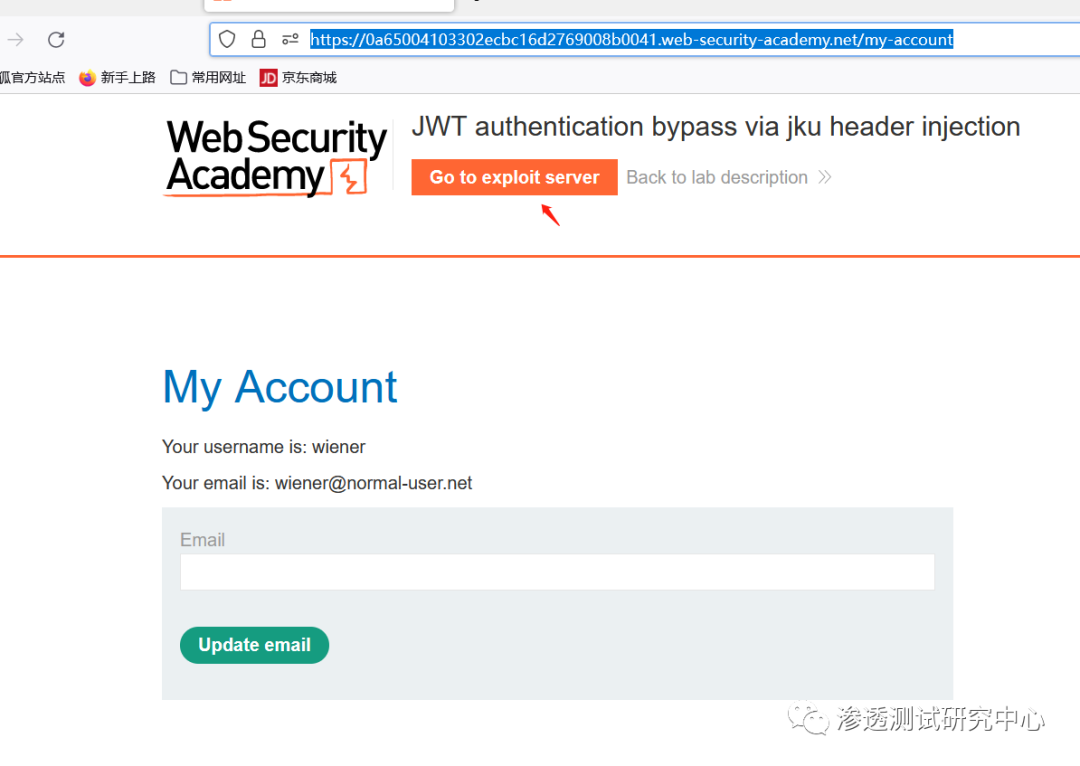 https://0a65004103302ecbc16d2769008b0041.web-security-academy.net/my-account
狐官方站点 新手上路 常用网址 JD 京东商城
Web Security
Academy
JWT authentication bypass via jku header injection
Go to exploit server Back to lab description
My Account
Your username is: wiener
Your email is: wiener@normal-user.net
Email
Update email
渗透测试研究中心